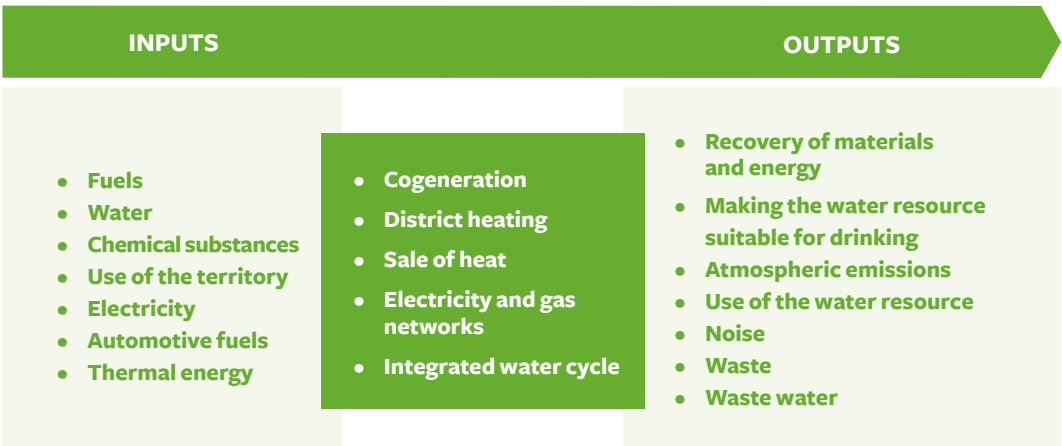 INPUTS
OUTPUTS
• Fuels
• Water
• Chemical substances
• Use of the territory
• Electricity
• Automotive fuels
• Thermal energy
• Cogeneration
• District heating
• Sale of heat
• Electricity and gas
networks
• Integrated water cycle
• Recovery of materials
and energy
• Making the water resource
suitable for drinking
• Atmospheric emissions
• Use of the water resource
• Noise
• Waste
• Waste water